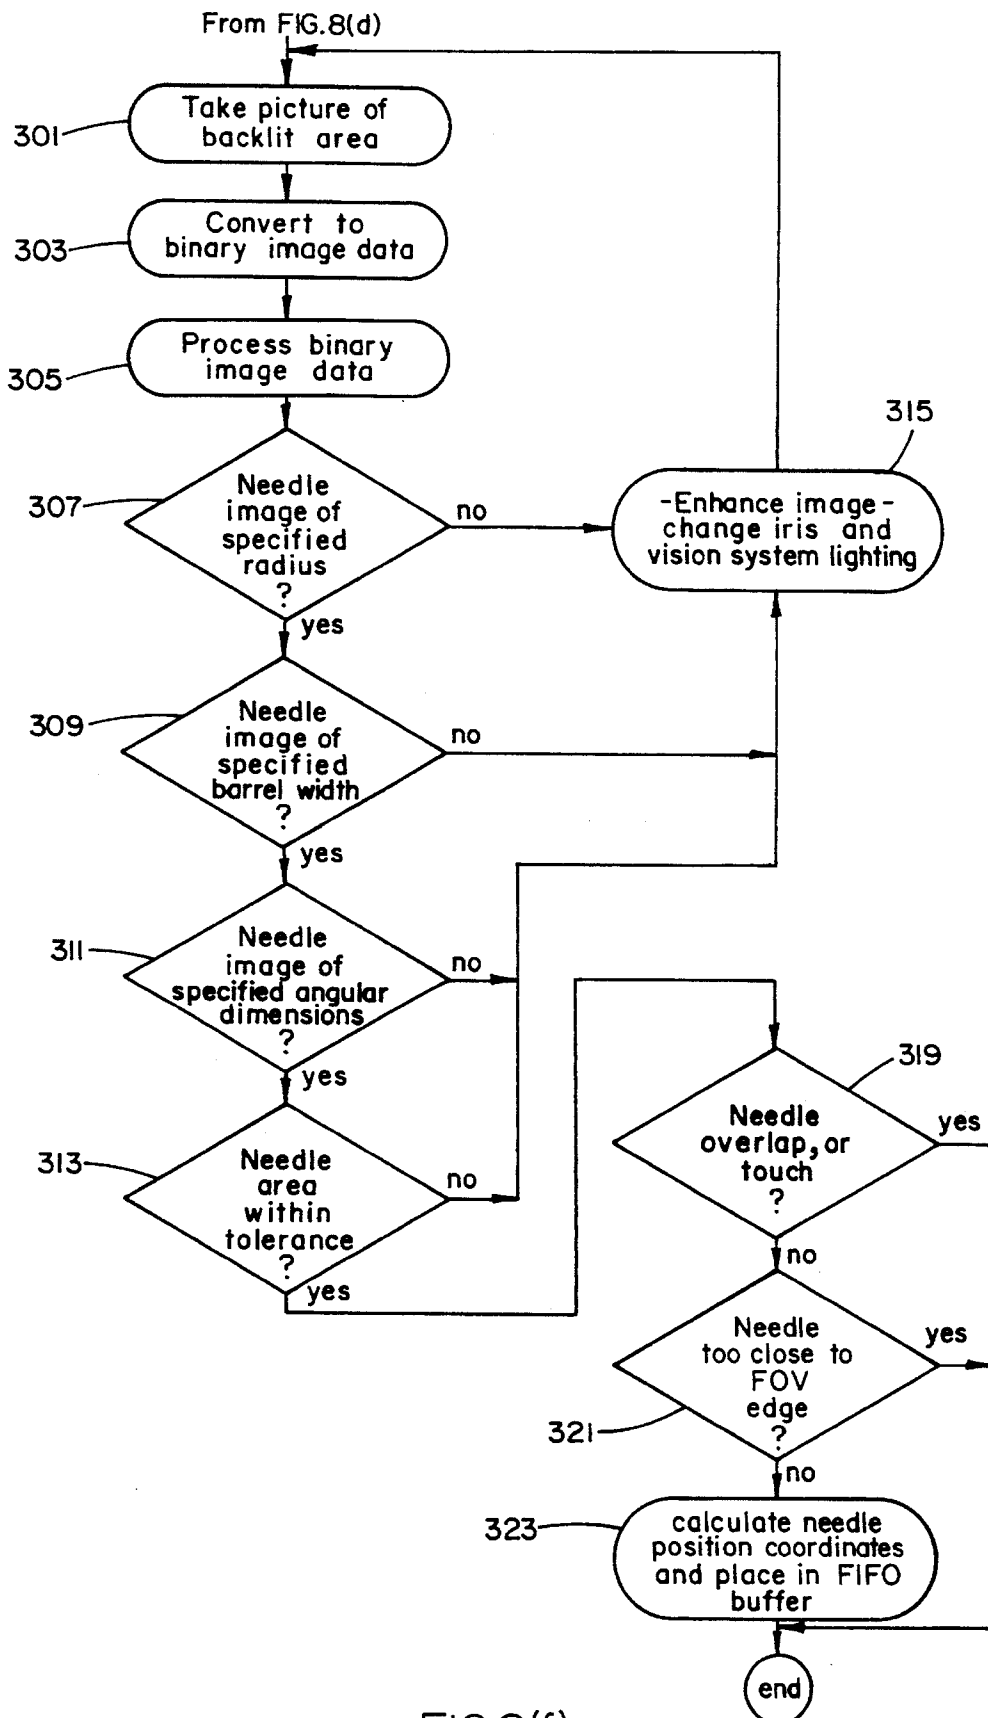 From FIG.8(d)
301
Take picture of
backlit area
303
Convert to
binary image data
305
Process binary
image data
307
Needle
image of
specified
radius
?
no
yes
315
-Enhance image-
change iris and
vision system lighting
309
Needle
image of
specified
barrel width
?
no
yes
311
Needle
image of
specified angular
dimensions
?
no
yes
313
Needle
area
within
tolerance
?
no
yes
319
Needle
overlap, or
touch
?
yes
no
321
Needle
too close to
FOV
edge
?
yes
no
323
calculate needle
position coordinates
and place in FIFO
buffer
end